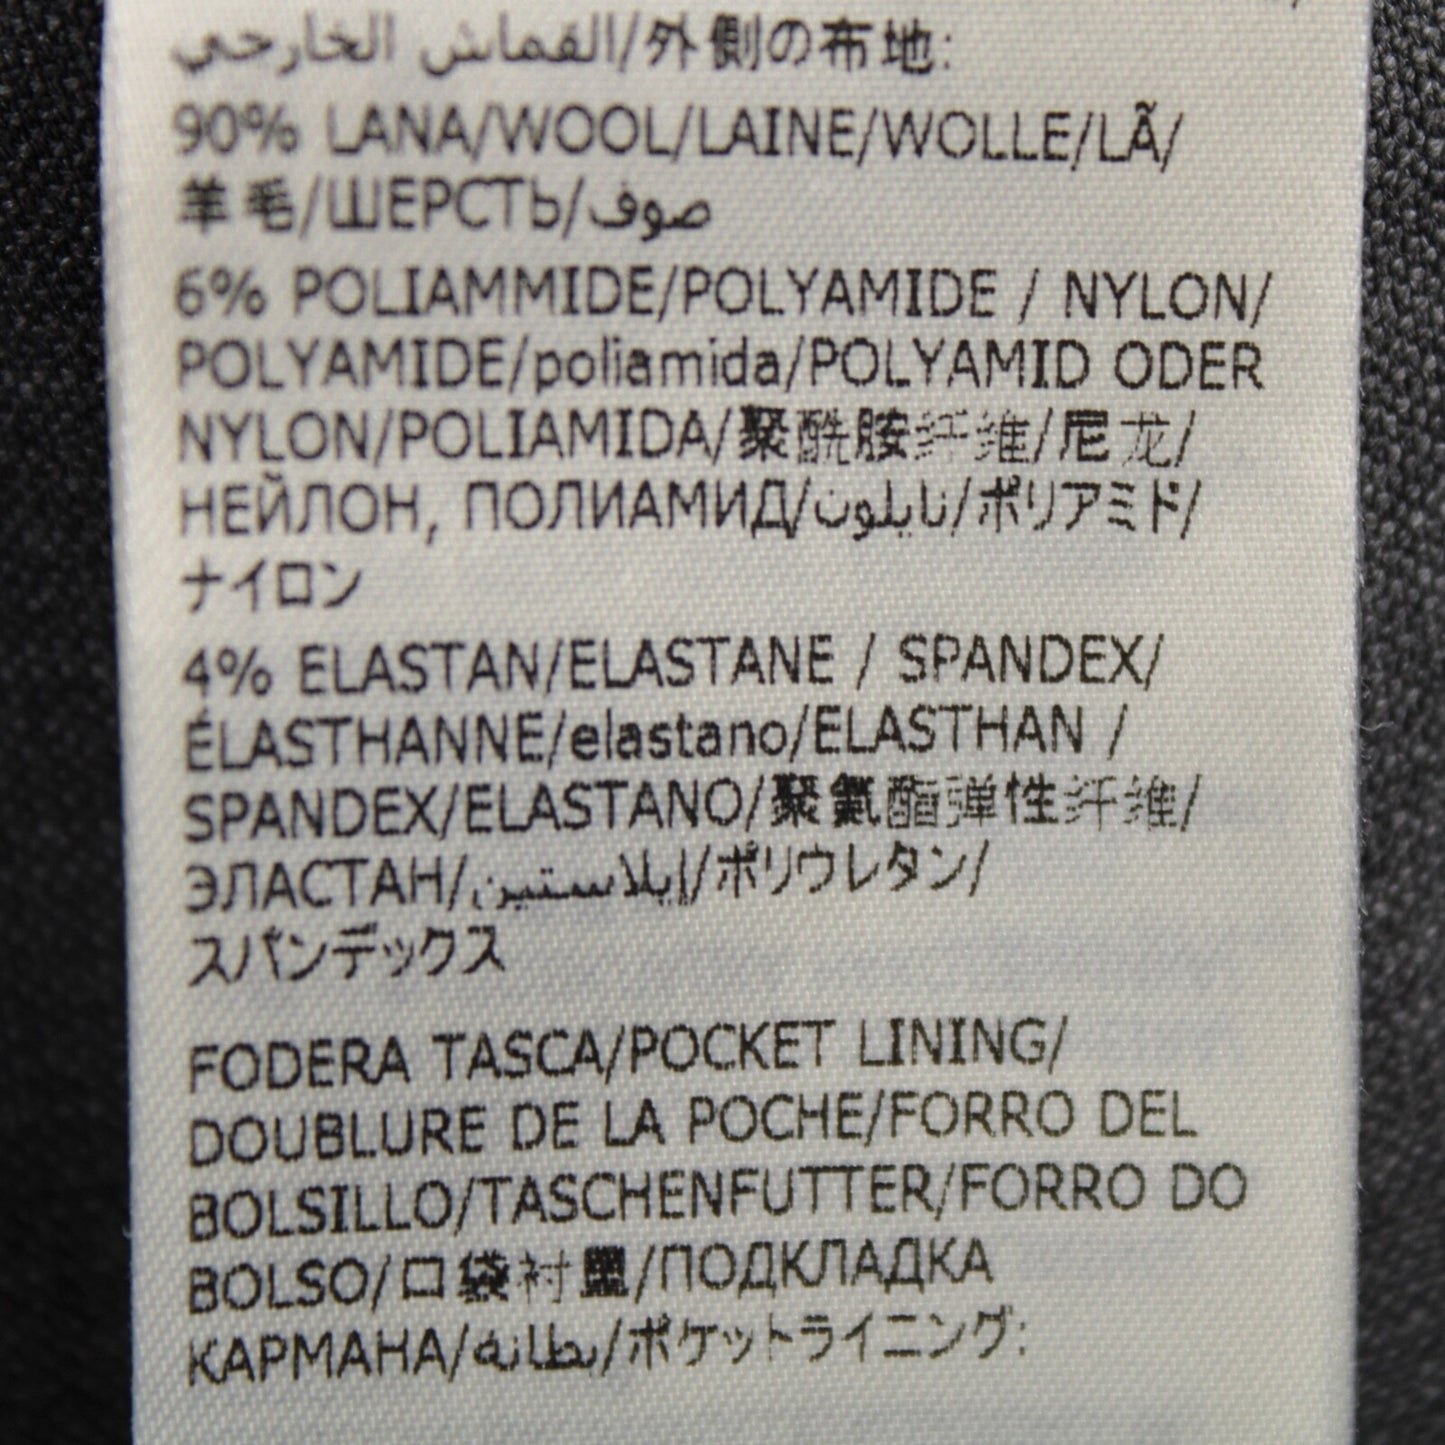 القماش الخارجي/外側の布地:
90% LANA/WOOL/LAINE/WOLLE/LÃ/
羊毛/ШЕРСТЬ/صوف
6% POLIAMMIDE/POLYAMIDE / NYLON/
POLYAMIDE/poliamida/POLYAMID ODER
NYLON/POLIAMIDA/聚酰胺纤维/尼龙/
НЕЙЛОН, ПОЛИАМИД/نايلون/ポリアミド/
ナイロン
4% ELASTAN/ELASTANE / SPANDEX/
ÉLASTHANNE/elastano/ELASTHAN /
SPANDEX/ELASTANO/聚氨酯弹性纤维/
ЭЛАСТАН/إيلاستين/ポリウレタン/
スパンデックス
FODERA TASCA/POCKET LINING/
DOUBLURE DE LA POCHE/FORRO DEL
BOLSILLO/TASCHENFUTTER/FORRO DO
BOLSO/口袋衬里/ПОДКЛАДКА
КАРМАНА/بطانة/ポケットライニング: